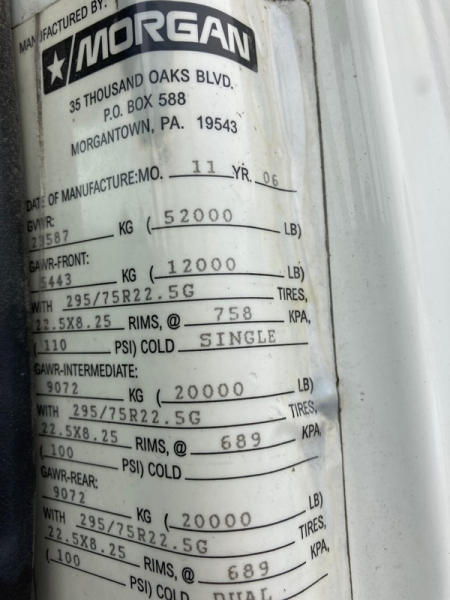 MANUFACTURED BY:
MORGAN
35 THOUSAND OAKS BLVD.
P.O. BOX 588
MORGANTOWN, PA. 19543
DATE OF MANUFACTURE: MO. 11 YR. 06
GVWR:
23587 KG ( 52000 LB)
GAWR-FRONT:
5443 KG ( 12000 LB)
WITH 295/75R22.5G TIRES,
22.5X8.25 RIMS, @ 758 KPA,
( 110 PSI) COLD SINGLE
GAWR-INTERMEDIATE:
9072 KG ( 20000 LB)
WITH 295/75R22.5G TIRES,
22.5X8.25 RIMS, @ 689 KPA
( 100 PSI) COLD
GAWR-REAR:
9072 KG ( 20000 LB)
WITH 295/75R22.5G TIRES,
22.5X8.25 RIMS, @ 689 KPA,
( 100 PSI) COLD DUAL